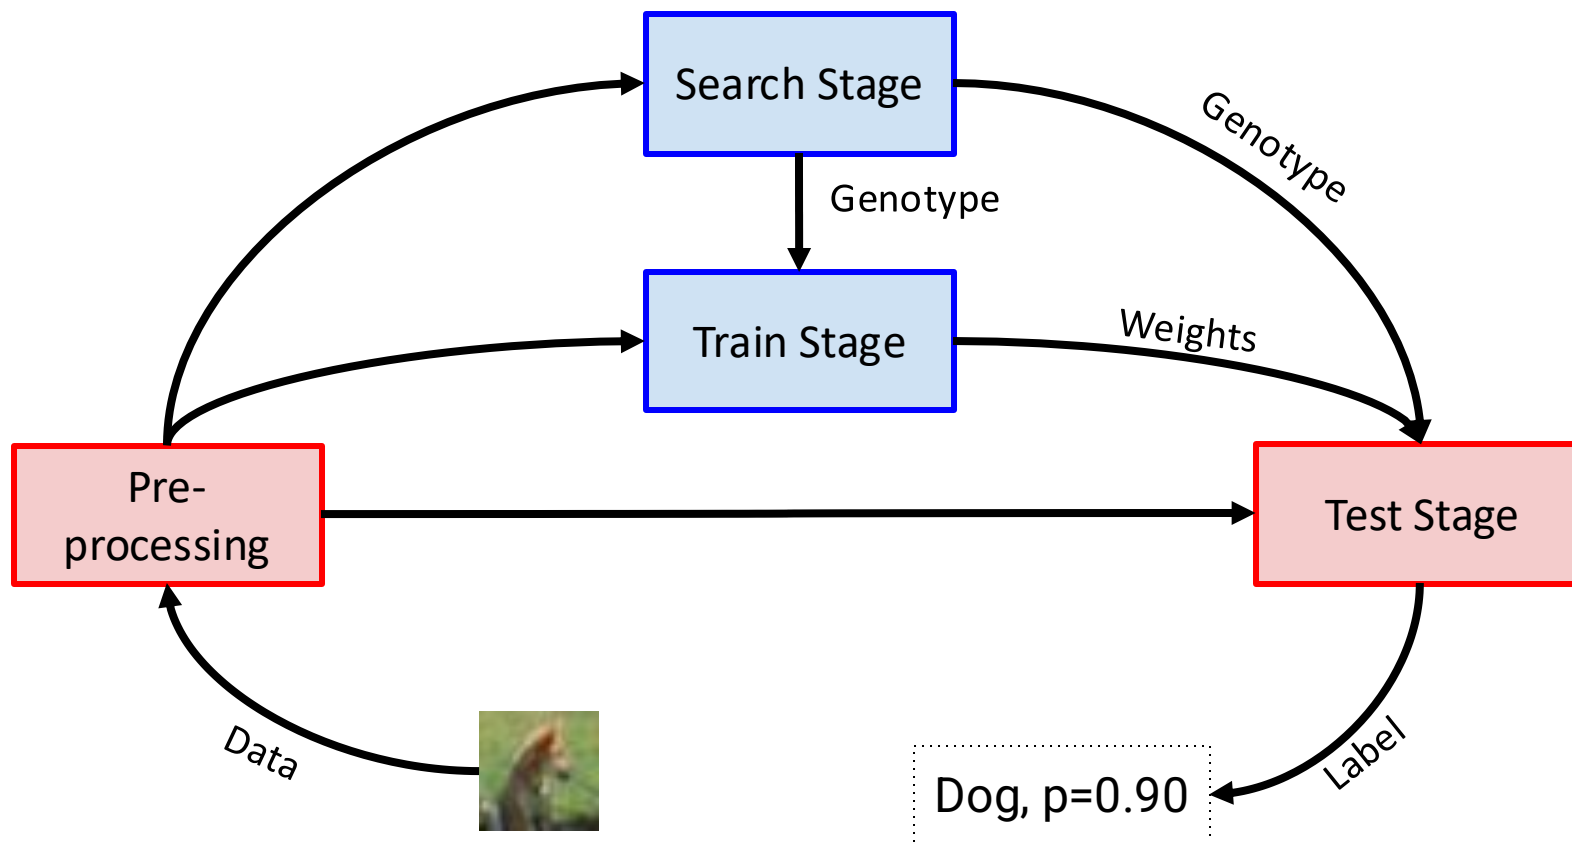 Search Stage
Genotype
Genotype
Train Stage
Weights
Pre-
processing
Test Stage
Data
Label
Dog, p=0.90